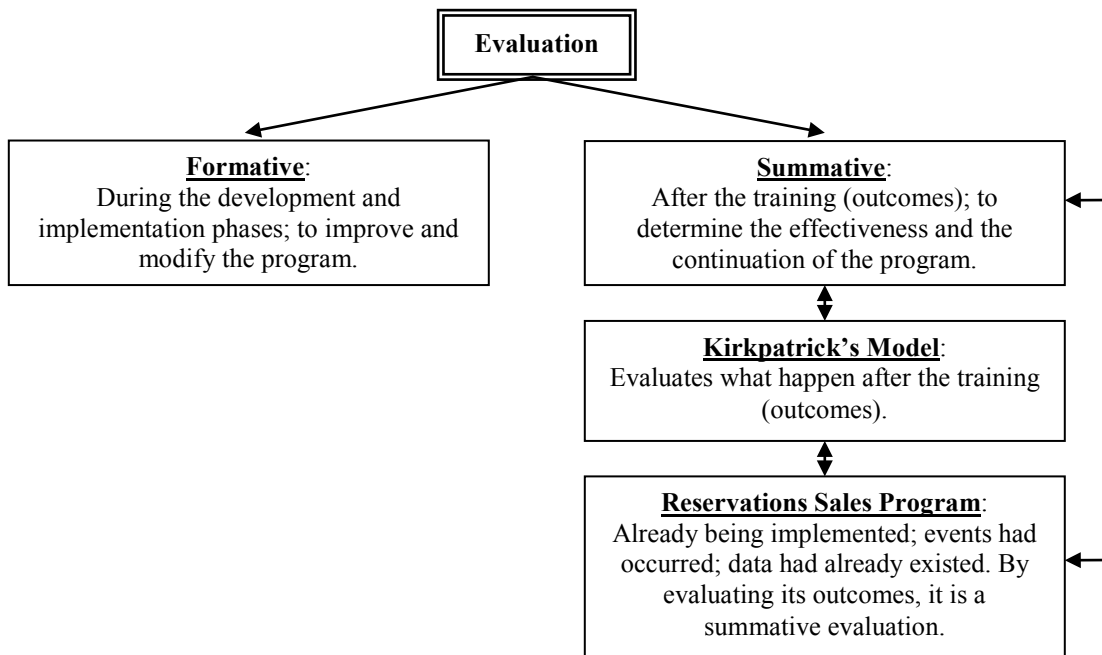 Evaluation
Formative:
During the development and
implementation phases; to improve and
modify the program.
Summative:
After the training (outcomes); to
determine the effectiveness and the
continuation of the program.
Kirkpatrick's Model:
Evaluates what happen after the training
(outcomes).
Reservations Sales Program:
Already being implemented; events had
occurred; data had already existed. By
evaluating its outcomes, it is a
summative evaluation.